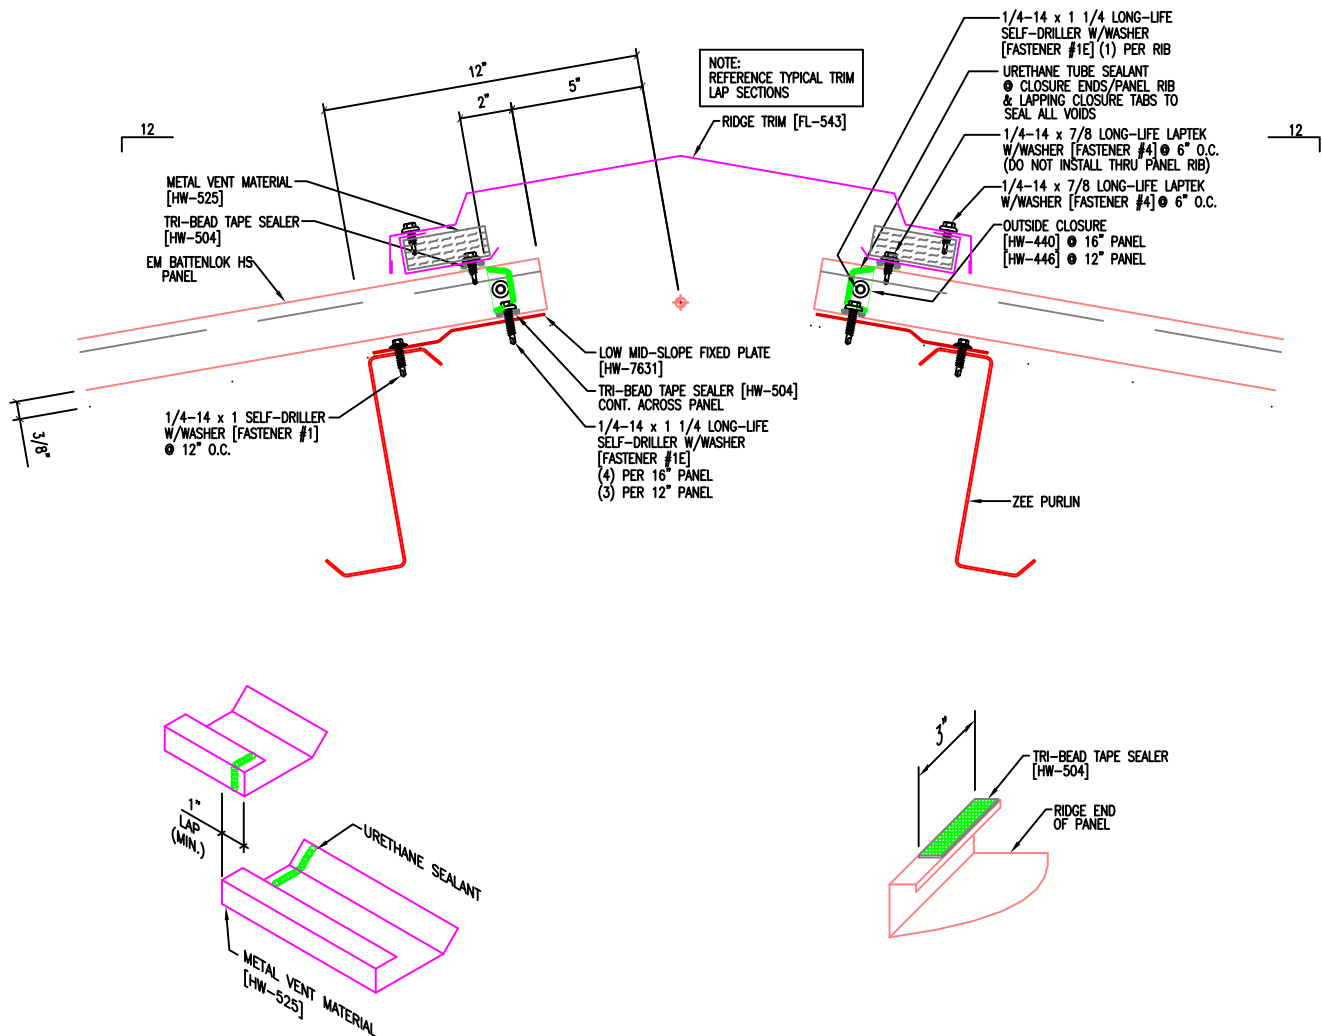 1/4-14 x 1 1/4 LONG-LIFE
SELF-DRILLER W/WASHER
[FASTENER #1E] (1) PER RIB
12"
5"
2"
NOTE:
REFERENCE TYPICAL TRIM
LAP SECTIONS
URETHANE TUBE SEALANT
@ CLOSURE ENDS/PANEL RIB
& LAPPING CLOSURE TABS TO
SEAL ALL VOIDS
RIDGE TRIM [FL-543]
12
12
1/4-14 x 7/8 LONG-LIFE LAPTEK
W/WASHER [FASTENER #4] @ 6" O.C.
(DO NOT INSTALL THRU PANEL RIB)
METAL VENT MATERIAL
[HW-525]
1/4-14 x 7/8 LONG-LIFE LAPTEK
W/WASHER [FASTENER #4] @ 6" O.C.
TRI-BEAD TAPE SEALER
[HW-504]
OUTSIDE CLOSURE
[HW-440] @ 16" PANEL
[HW-446] @ 12" PANEL
EM BATTENLOK HS
PANEL
LOW MID-SLOPE FIXED PLATE
[HW-7631]
TRI-BEAD TAPE SEALER [HW-504]
CONT. ACROSS PANEL
1/4-14 x 1 SELF-DRILLER
W/WASHER [FASTENER #1]
@ 12" O.C.
3/8"
1/4-14 x 1 1/4 LONG-LIFE
SELF-DRILLER W/WASHER
[FASTENER #1E]
(4) PER 16" PANEL
(3) PER 12" PANEL
ZEE PURLIN
1"
LAP
(MIN.)
URETHANE SEALANT
METAL VENT MATERIAL
[HW-525]
3"
TRI-BEAD TAPE SEALER
[HW-504]
RIDGE END
OF PANEL